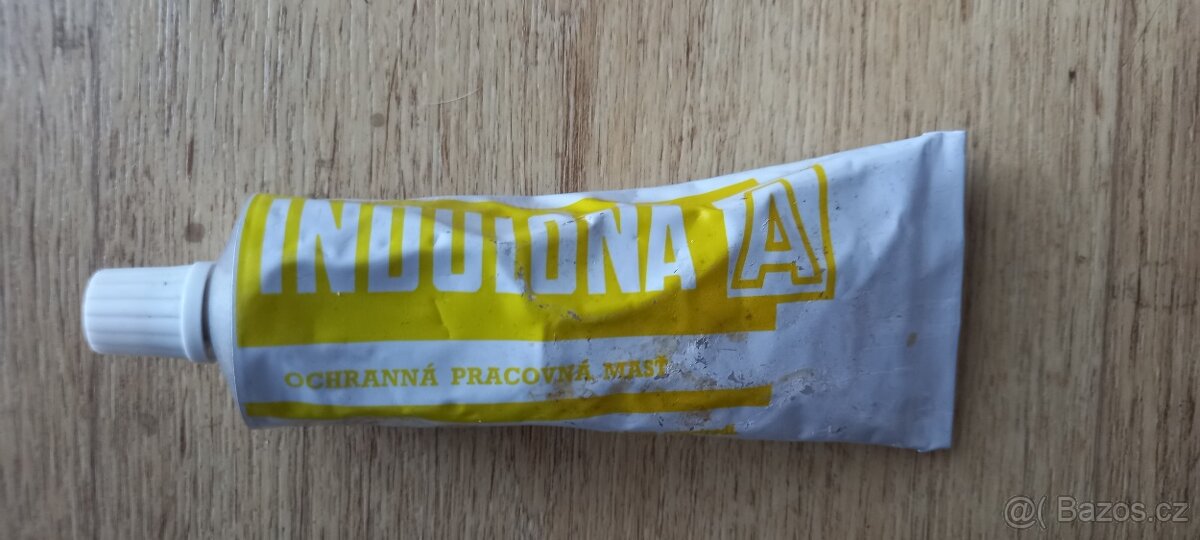 INDULONA A
OCHRANNÁ PRACOVNÁ MASŤ
@( Bazos.cz